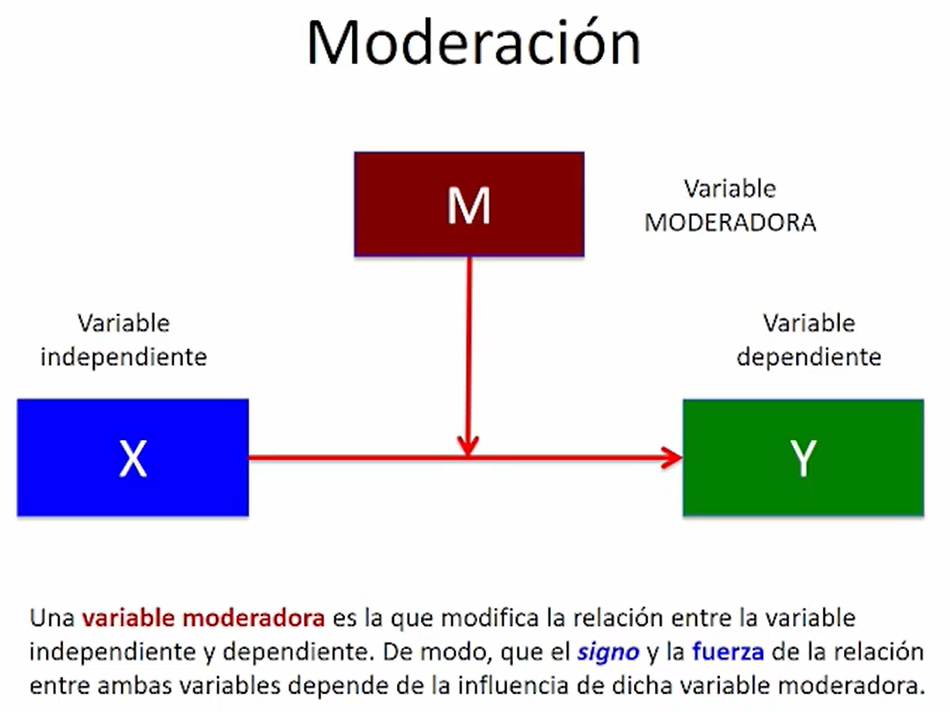 Moderación
M
Variable
MODERADORA
Variable
independiente
Variable
dependiente
X
Y
Una variable moderadora es la que modifica la relación entre la variable
independiente y dependiente. De modo, que el signo y la fuerza de la relación
entre ambas variables depende de la influencia de dicha variable moderadora.